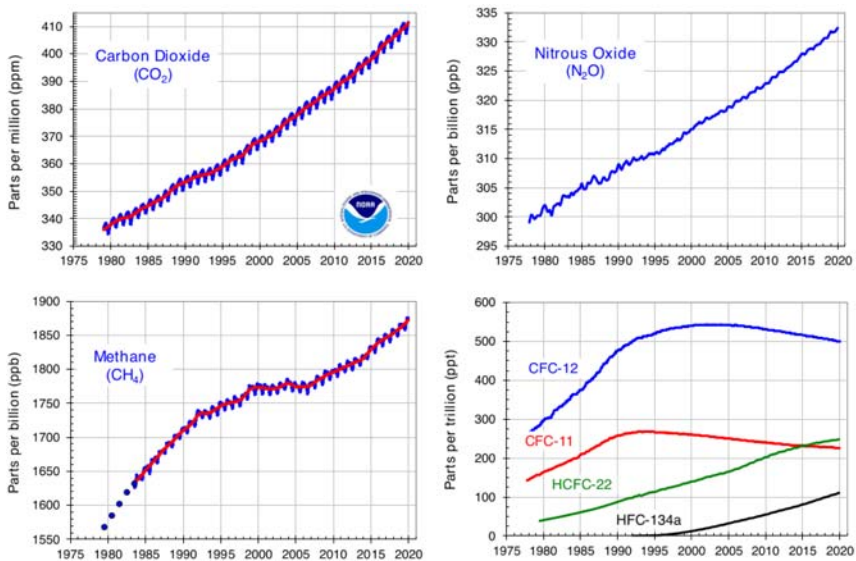 Parts per million (ppm)
410
400
390
380
370
360
350
340
330
Carbon Dioxide
(CO₂)
NOAA
1975 1980 1985 1990 1995 2000 2005 2010 2015 2020
Parts per billion (ppb)
335
330
325
320
315
310
305
300
295
Nitrous Oxide
(N₂O)
1975 1980 1985 1990 1995 2000 2005 2010 2015 2020
Parts per billion (ppb)
1900
1850
1800
1750
1700
1650
1600
1550
Methane
(CH₄)
1975 1980 1985 1990 1995 2000 2005 2010 2015 2020
Parts per trillion (ppt)
600
500
400
300
200
100
0
CFC-12
CFC-11
HCFC-22
HFC-134a
1975 1980 1985 1990 1995 2000 2005 2010 2015 2020